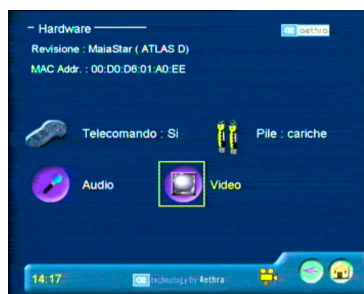 Hardware
aethra
Revisione : MaiaStar ( ATLAS D)
MAC Addr. : 00:D0:D6:01:A0:EE
Telecomando : Si
Pile : cariche
Audio
Video
14:17
technology by Aethra